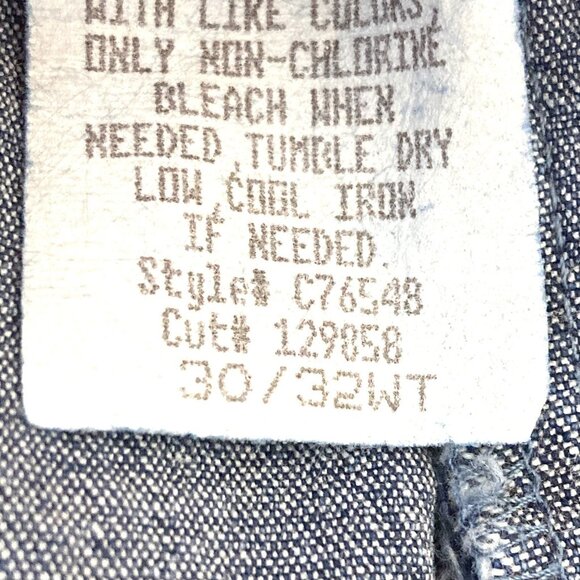 WITH LIKE COLORS,
ONLY NON-CHLORINE
BLEACH WHEN
NEEDED,TUMBLE DRY
LOW,COOL IRON
IF NEEDED.
Style# C76548
Cut# 129858
30/32WT